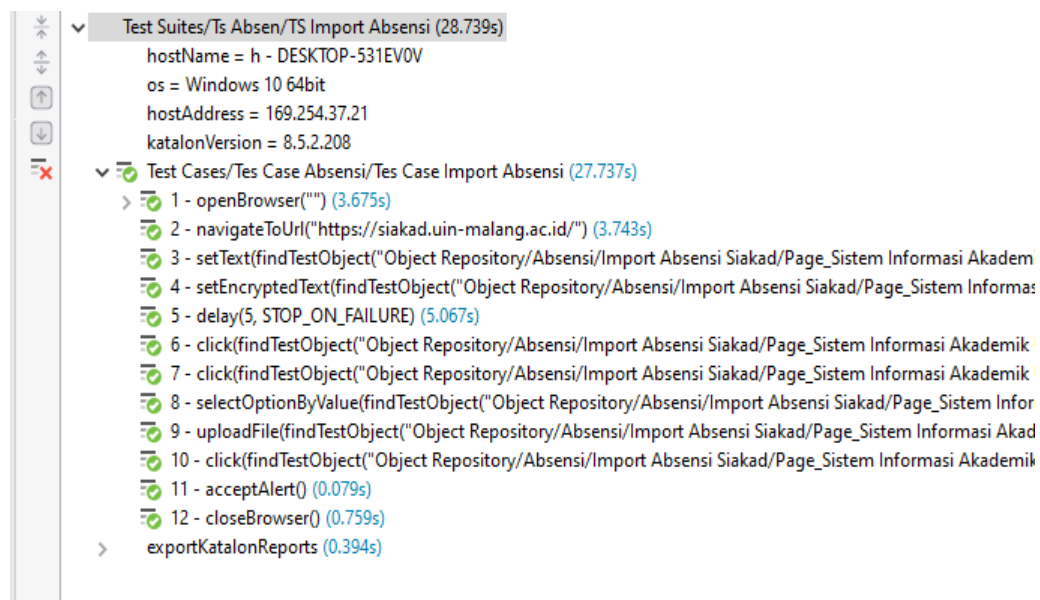 Test Suites/Ts Absen/TS Import Absensi (28.739s)
hostName = h - DESKTOP-531EV0V
os = Windows 10 64bit
hostAddress = 169.254.37.21
katalonVersion = 8.5.2.208
Test Cases/Tes Case Absensi/Tes Case Import Absensi (27.737s)
1 - openBrowser("") (3.675s)
2 - navigateToUrl("https://siakad.uin-malang.ac.id/") (3.743s)
3 - setText(findTestObject("Object Repository/Absensi/Import Absensi Siakad/Page_Sistem Informasi Akademi
4 - setEncryptedText(findTestObject("Object Repository/Absensi/Import Absensi Siakad/Page_Sistem Informas
5 - delay(5, STOP_ON_FAILURE) (5.067s)
6 - click(findTestObject("Object Repository/Absensi/Import Absensi Siakad/Page_Sistem Informasi Akademik
7 - click(findTestObject("Object Repository/Absensi/Import Absensi Siakad/Page_Sistem Informasi Akademik
8 - selectOptionByValue(findTestObject("Object Repository/Absensi/Import Absensi Siakad/Page_Sistem Infor
9 - uploadFile(findTestObject("Object Repository/Absensi/Import Absensi Siakad/Page_Sistem Informasi Akad
10 - click(findTestObject("Object Repository/Absensi/Import Absensi Siakad/Page_Sistem Informasi Akademik
11 - acceptAlert() (0.079s)
12 - closeBrowser() (0.759s)
exportKatalonReports (0.394s)